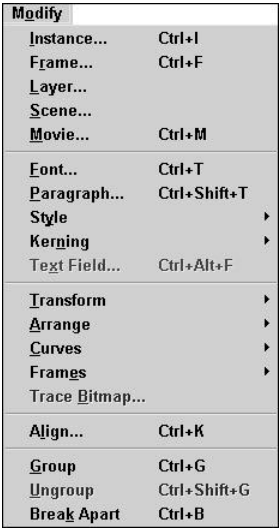 Modify
Instance... Ctrl+I
Frame... Ctrl+F
Layer...
Scene...
Movie... Ctrl+M
Font... Ctrl+T
Paragraph... Ctrl+Shift+T
Style
Kerning
Text Field... Ctrl+Alt+F
Transform
Arrange
Curves
Frames
Trace Bitmap...
Align... Ctrl+K
Group Ctrl+G
Ungroup Ctrl+Shift+G
Break Apart Ctrl+B